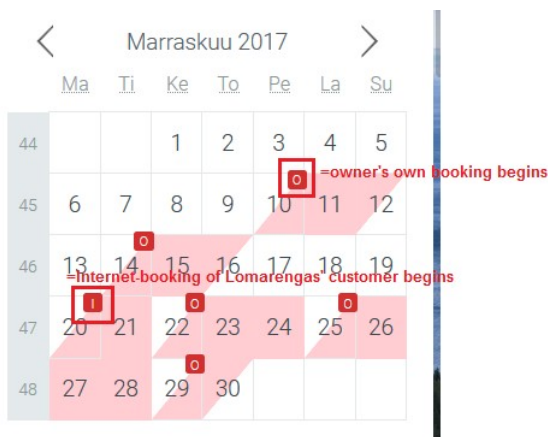 Marraskuu 2017
Ma Ti Ke To Pe La Su
44 1 2 3 4 5
O =owner's own booking begins
45 6 7 8 9 10 11 12
O
46 13 14 15 16 17 18 19
=Internet-booking of Lomarengas' customer begins
I O O
47 20 21 22 23 24 25 26
O
48 27 28 29 30